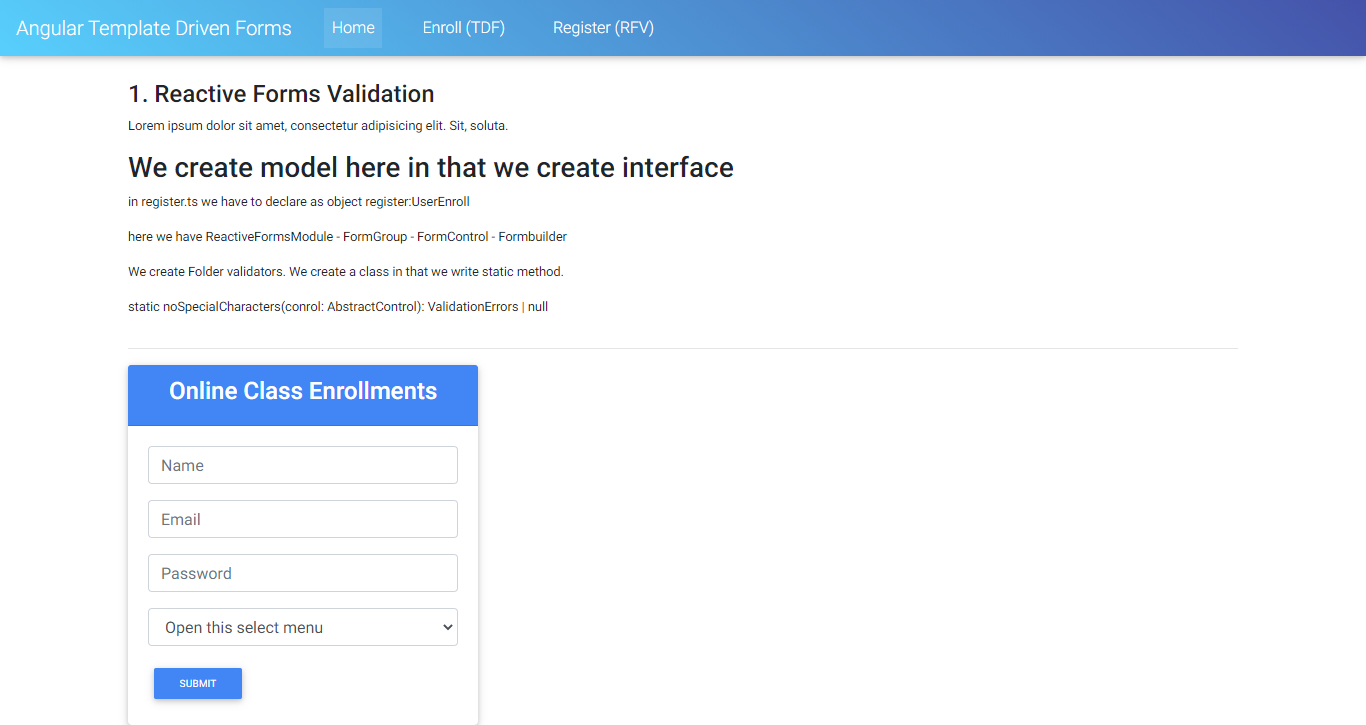 Angular Template Driven Forms Home Enroll (TDF) Register (RFV)
1. Reactive Forms Validation
Lorem ipsum dolor sit amet, consectetur adipisicing elit. Sit, soluta.
We create model here in that we create interface
in register.ts we have to declare as object register:UserEnroll
here we have ReactiveFormsModule - FormGroup - FormControl - Formbuilder
We create Folder validators. We create a class in that we write static method.
static noSpecialCharacters(conrol: AbstractControl): ValidationErrors | null
Online Class Enrollments
Name
Email
Password
Open this select menu
SUBMIT